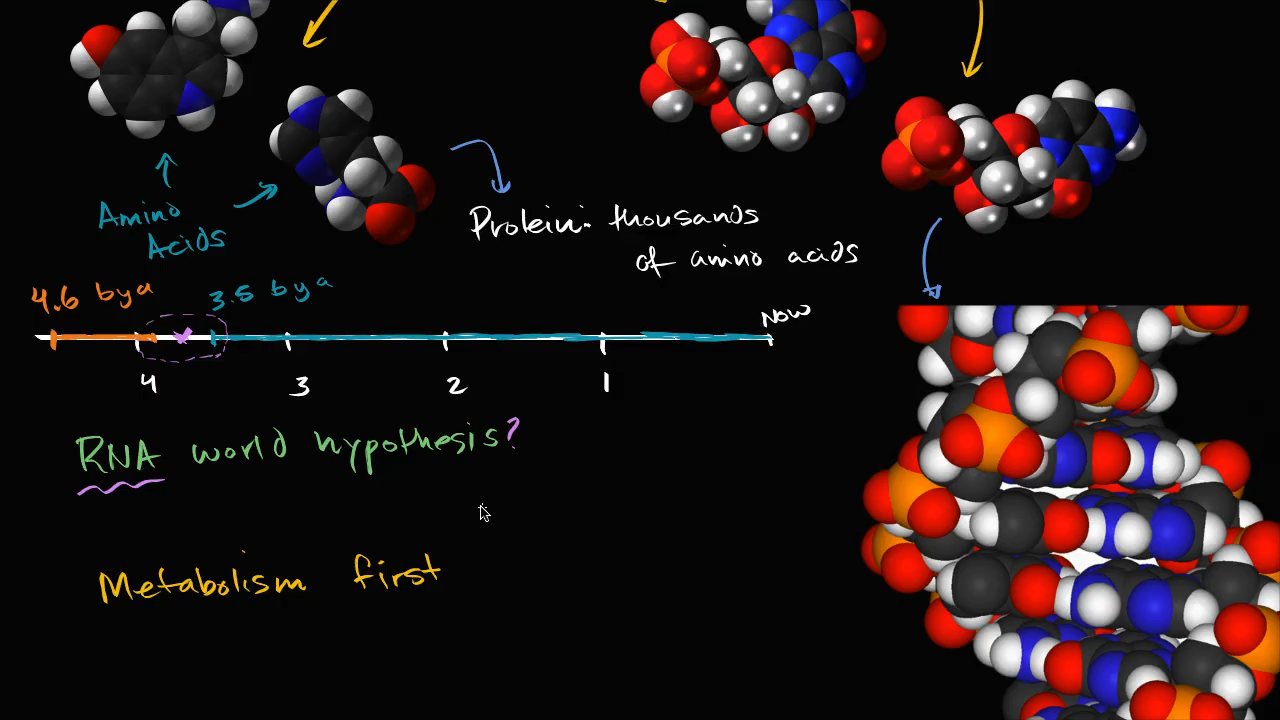 Amino
Acids
Protein: thousands
of amino acids
4.6 bya
3.5 bya
Now
4
3
2
1
RNA world hypothesis?
Metabolism first